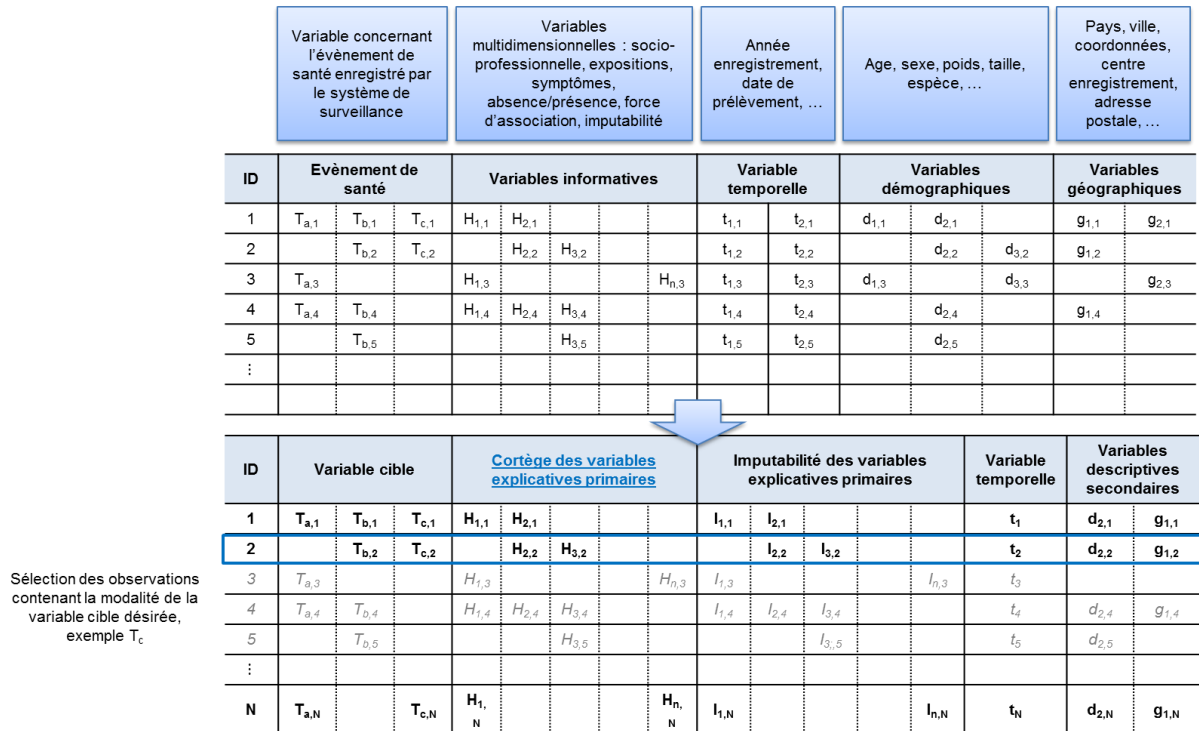 Variable concernant
l'évènement de
santé enregistré par
le système de
surveillance
Variables
multidimensionnelles : socio-
professionnelle, expositions,
symptômes,
absence/présence, force
d'association, imputabilité
Année
enregistrement,
date de
prélèvement, …
Age, sexe, poids, taille,
espèce, …
Pays, ville,
coordonnées,
centre
enregistrement,
adresse
postale, …
ID Evènement de santé Variables informatives Variable temporelle Variables démographiques Variables géographiques
1 Ta,1 Tb,1 Tc,1 H1,1 H2,1 t1,1 t2,1 d1,1 d2,1 g1,1 g2,1
2 Tb,2 Tc,2 H2,2 H3,2 t1,2 t2,2 d2,2 d3,2 g1,2
3 Ta,3 H1,3 Hn,3 t1,3 t2,3 d1,3 d3,3 g2,3
4 Ta,4 Tb,4 H1,4 H2,4 H3,4 t1,4 t2,4 d2,4 g1,4
5 Tb,5 H3,5 t1,5 t2,5 d2,5
⋮
ID Variable cible Cortège des variables explicatives primaires Imputabilité des variables explicatives primaires Variable temporelle Variables descriptives secondaires
1 Ta,1 Tb,1 Tc,1 H1,1 H2,1 I1,1 I2,1 t1 d2,1 g1,1
2 Tb,2 Tc,2 H2,2 H3,2 I2,2 I3,2 t2 d2,2 g1,2
3 Ta,3 H1,3 Hn,3 I1,3 In,3 t3
4 Ta,4 Tb,4 H1,4 H2,4 H3,4 I1,4 I2,4 I3,4 t4 d2,4 g1,4
5 Tb,5 H3,5 I3;,5 t5 d2,5
⋮
N Ta,N Tc,N H1,N Hn,N I1,N In,N tN d2,N g1,N
Sélection des observations
contenant la modalité de la
variable cible désirée,
exemple Tc